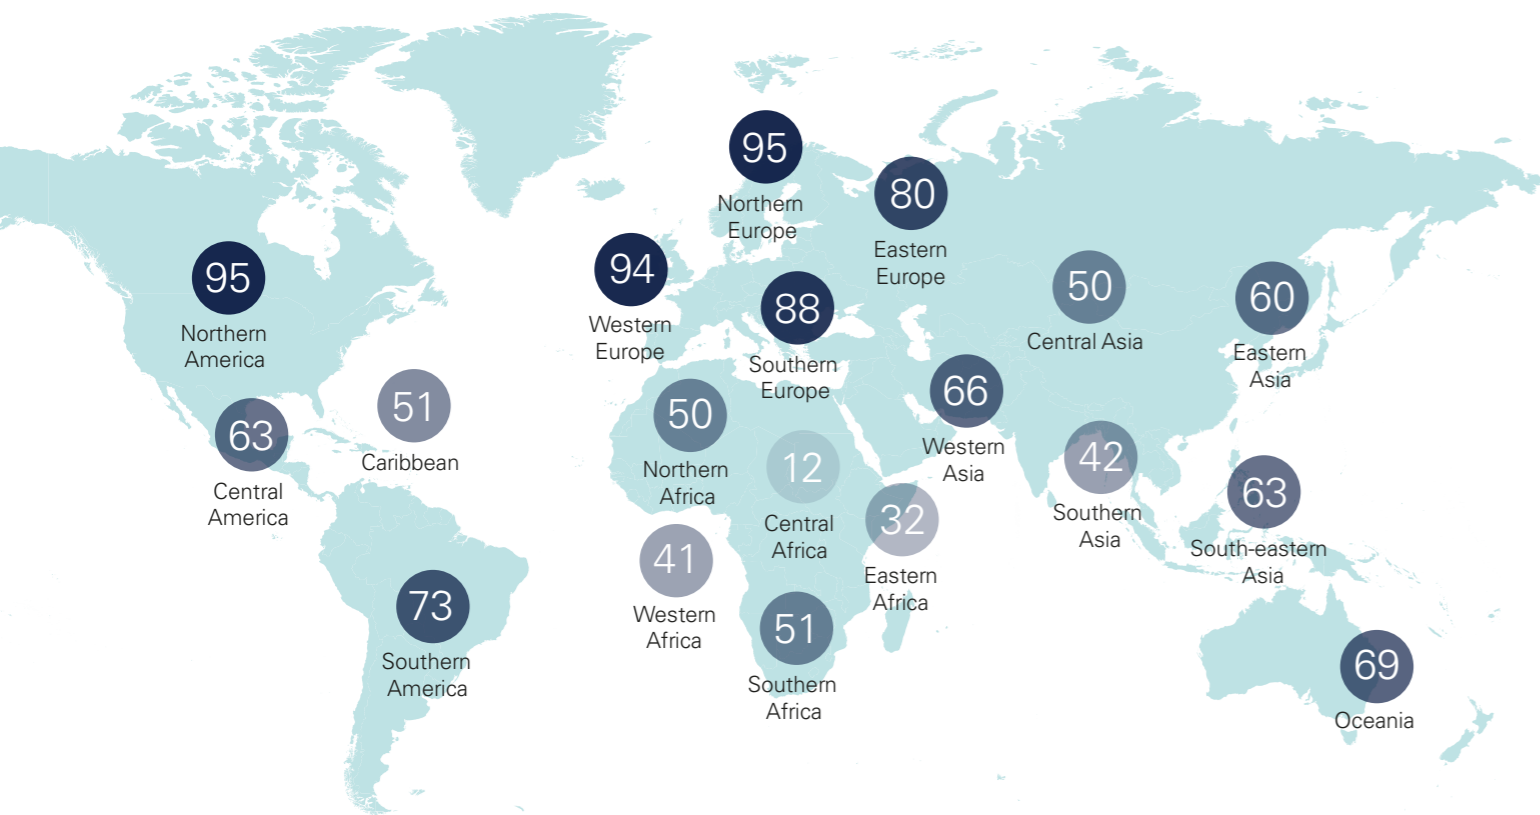 95
Northern
Europe
80
Eastern
Europe
94
Western
Europe
95
Northern
America
88
Southern
Europe
50
Central Asia
60
Eastern
Asia
51
Caribbean
63
Central
America
50
Northern
Africa
66
Western
Asia
12
Central
Africa
42
Southern
Asia
63
South-eastern
Asia
32
Eastern
Africa
41
Western
Africa
73
Southern
America
51
Southern
Africa
69
Oceania